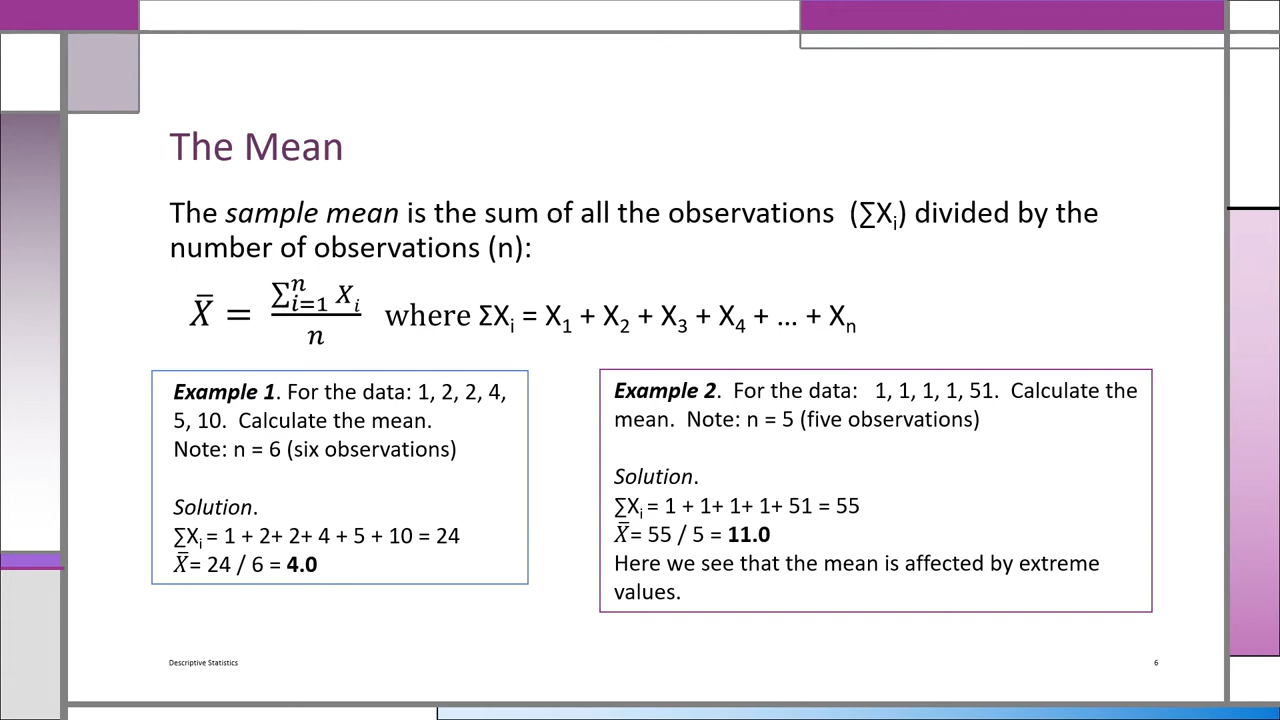 The Mean
The sample mean is the sum of all the observations (∑Xᵢ) divided by the
number of observations (n):
X̄ = ∑ⁿᵢ₌₁ Xᵢ / n where ΣXᵢ = X₁ + X₂ + X₃ + X₄ + … + Xₙ
Example 1. For the data: 1, 2, 2, 4,
5, 10. Calculate the mean.
Note: n = 6 (six observations)
Solution.
∑Xᵢ = 1 + 2+ 2+ 4 + 5 + 10 = 24
X̄= 24 / 6 = 4.0
Example 2. For the data: 1, 1, 1, 1, 51. Calculate the
mean. Note: n = 5 (five observations)
Solution.
∑Xᵢ = 1 + 1+ 1+ 1+ 51 = 55
X̄= 55 / 5 = 11.0
Here we see that the mean is affected by extreme
values.
Descriptive Statistics
6